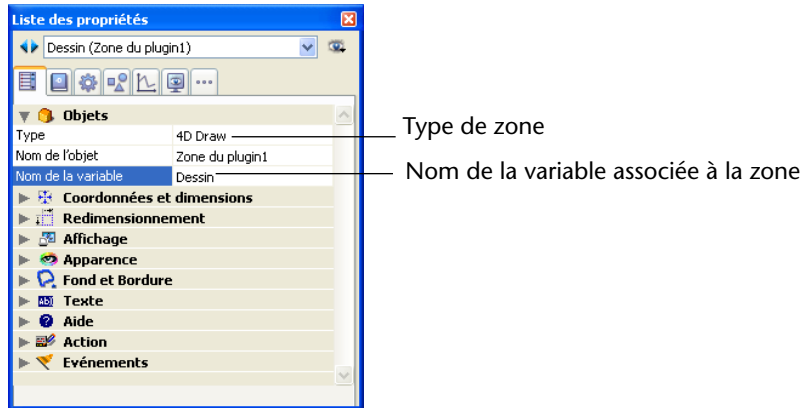 Liste des propriétés
Dessin (Zone du plugin1)
Objets
Type 4D Draw
Type de zone
Nom de l'objet Zone du plugin1
Nom de la variable Dessin
Nom de la variable associée à la zone
Coordonnées et dimensions
Redimensionnement
Affichage
Apparence
Fond et Bordure
Texte
Aide
Action
Evénements